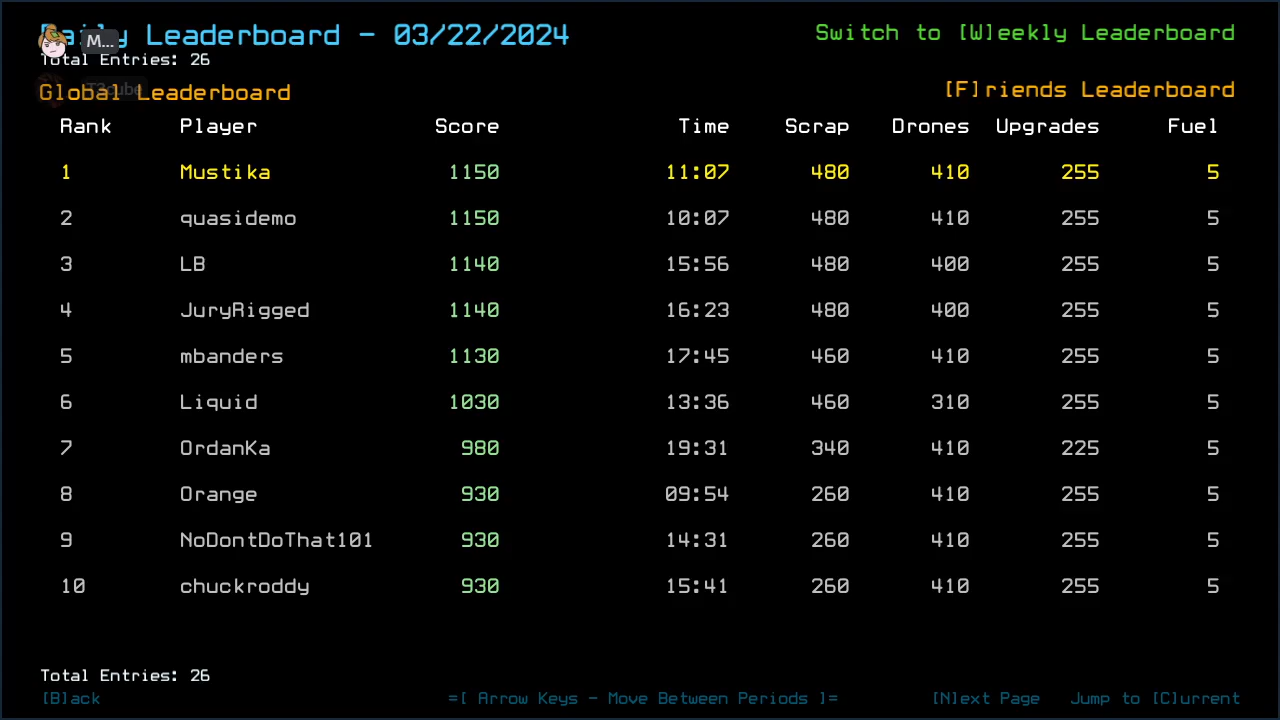 Daily Leaderboard - 03/22/2024
Switch to [W]eekly Leaderboard
M...
Total Entries: 26
T3cube
Global Leaderboard
[F]riends Leaderboard
Rank Player Score Time Scrap Drones Upgrades Fuel
1 Mustika 1150 11:07 480 410 255 5
2 quasidemo 1150 10:07 480 410 255 5
3 LB 1140 15:56 480 400 255 5
4 JuryRigged 1140 16:23 480 400 255 5
5 mbanders 1130 17:45 460 410 255 5
6 Liquid 1030 13:36 460 310 255 5
7 OrdanKa 980 19:31 340 410 225 5
8 Orange 930 09:54 260 410 255 5
9 NoDontDoThat101 930 14:31 260 410 255 5
10 chuckroddy 930 15:41 260 410 255 5
Total Entries: 26
[B]ack =[ Arrow Keys - Move Between Periods ]= [N]ext Page Jump to [C]urrent